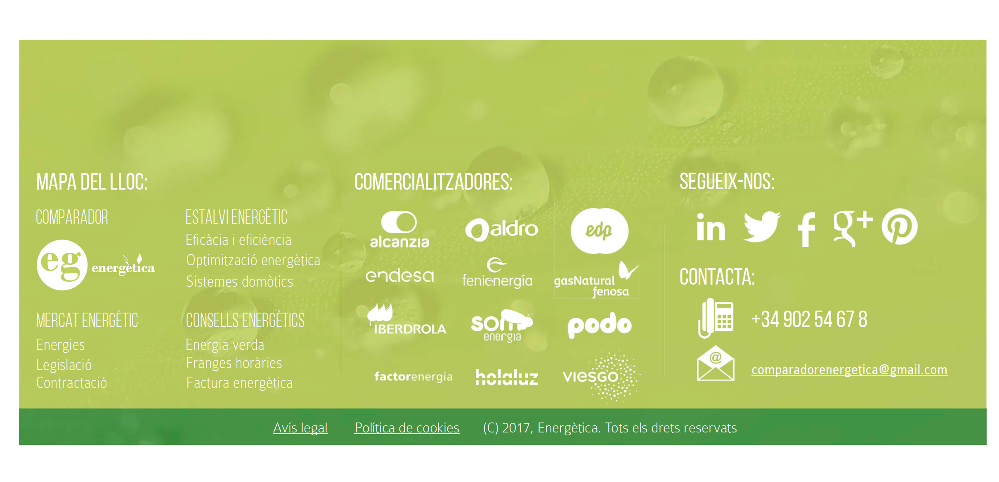 MAPA DEL LLOC:
COMPARADOR
eg energètica
MERCAT ENERGÈTIC
Energies
Legislació
Contractació
ESTALVI ENERGÈTIC
Eficàcia i eficiència
Optimització energètica
Sistemes domòtics
CONSELLS ENERGÈTICS
Energia verda
Franges horàries
Factura energètica
COMERCIALITZADORES:
alcanzia
aldro
edp
endesa
fenienergía
gasNatural
fenosa
IBERDROLA
som
energia
podo
factorenergia
holaluz
viesgo
SEGUEIX-NOS:
in
f
g+
CONTACTA:
+34 902 54 67 8
@
comparadorenergetica@gmail.com
Avís legal
Política de cookies
(C) 2017, Energètica. Tots els drets reservats